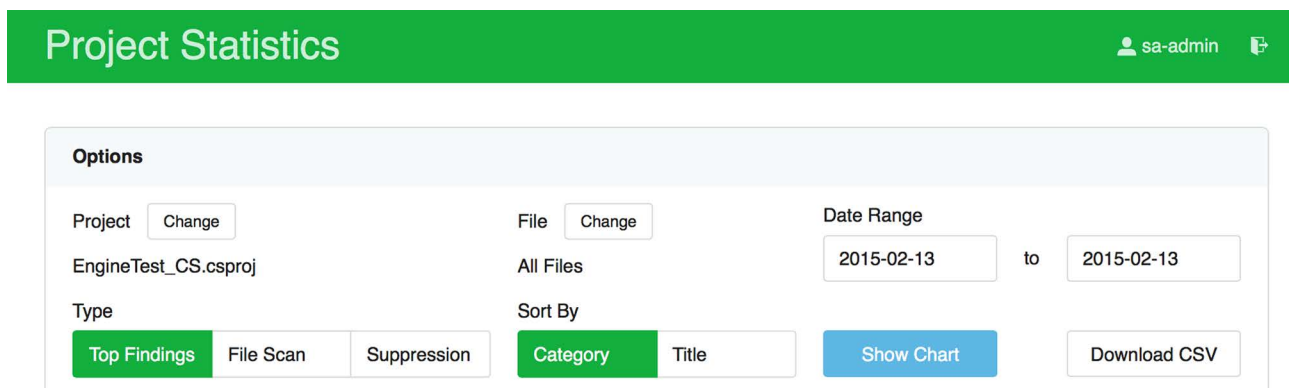 Project Statistics
sa-admin
Options
Project Change
EngineTest_CS.csproj
File Change
All Files
Date Range
2015-02-13 to 2015-02-13
Type
Top Findings File Scan Suppression
Sort By
Category Title
Show Chart
Download CSV